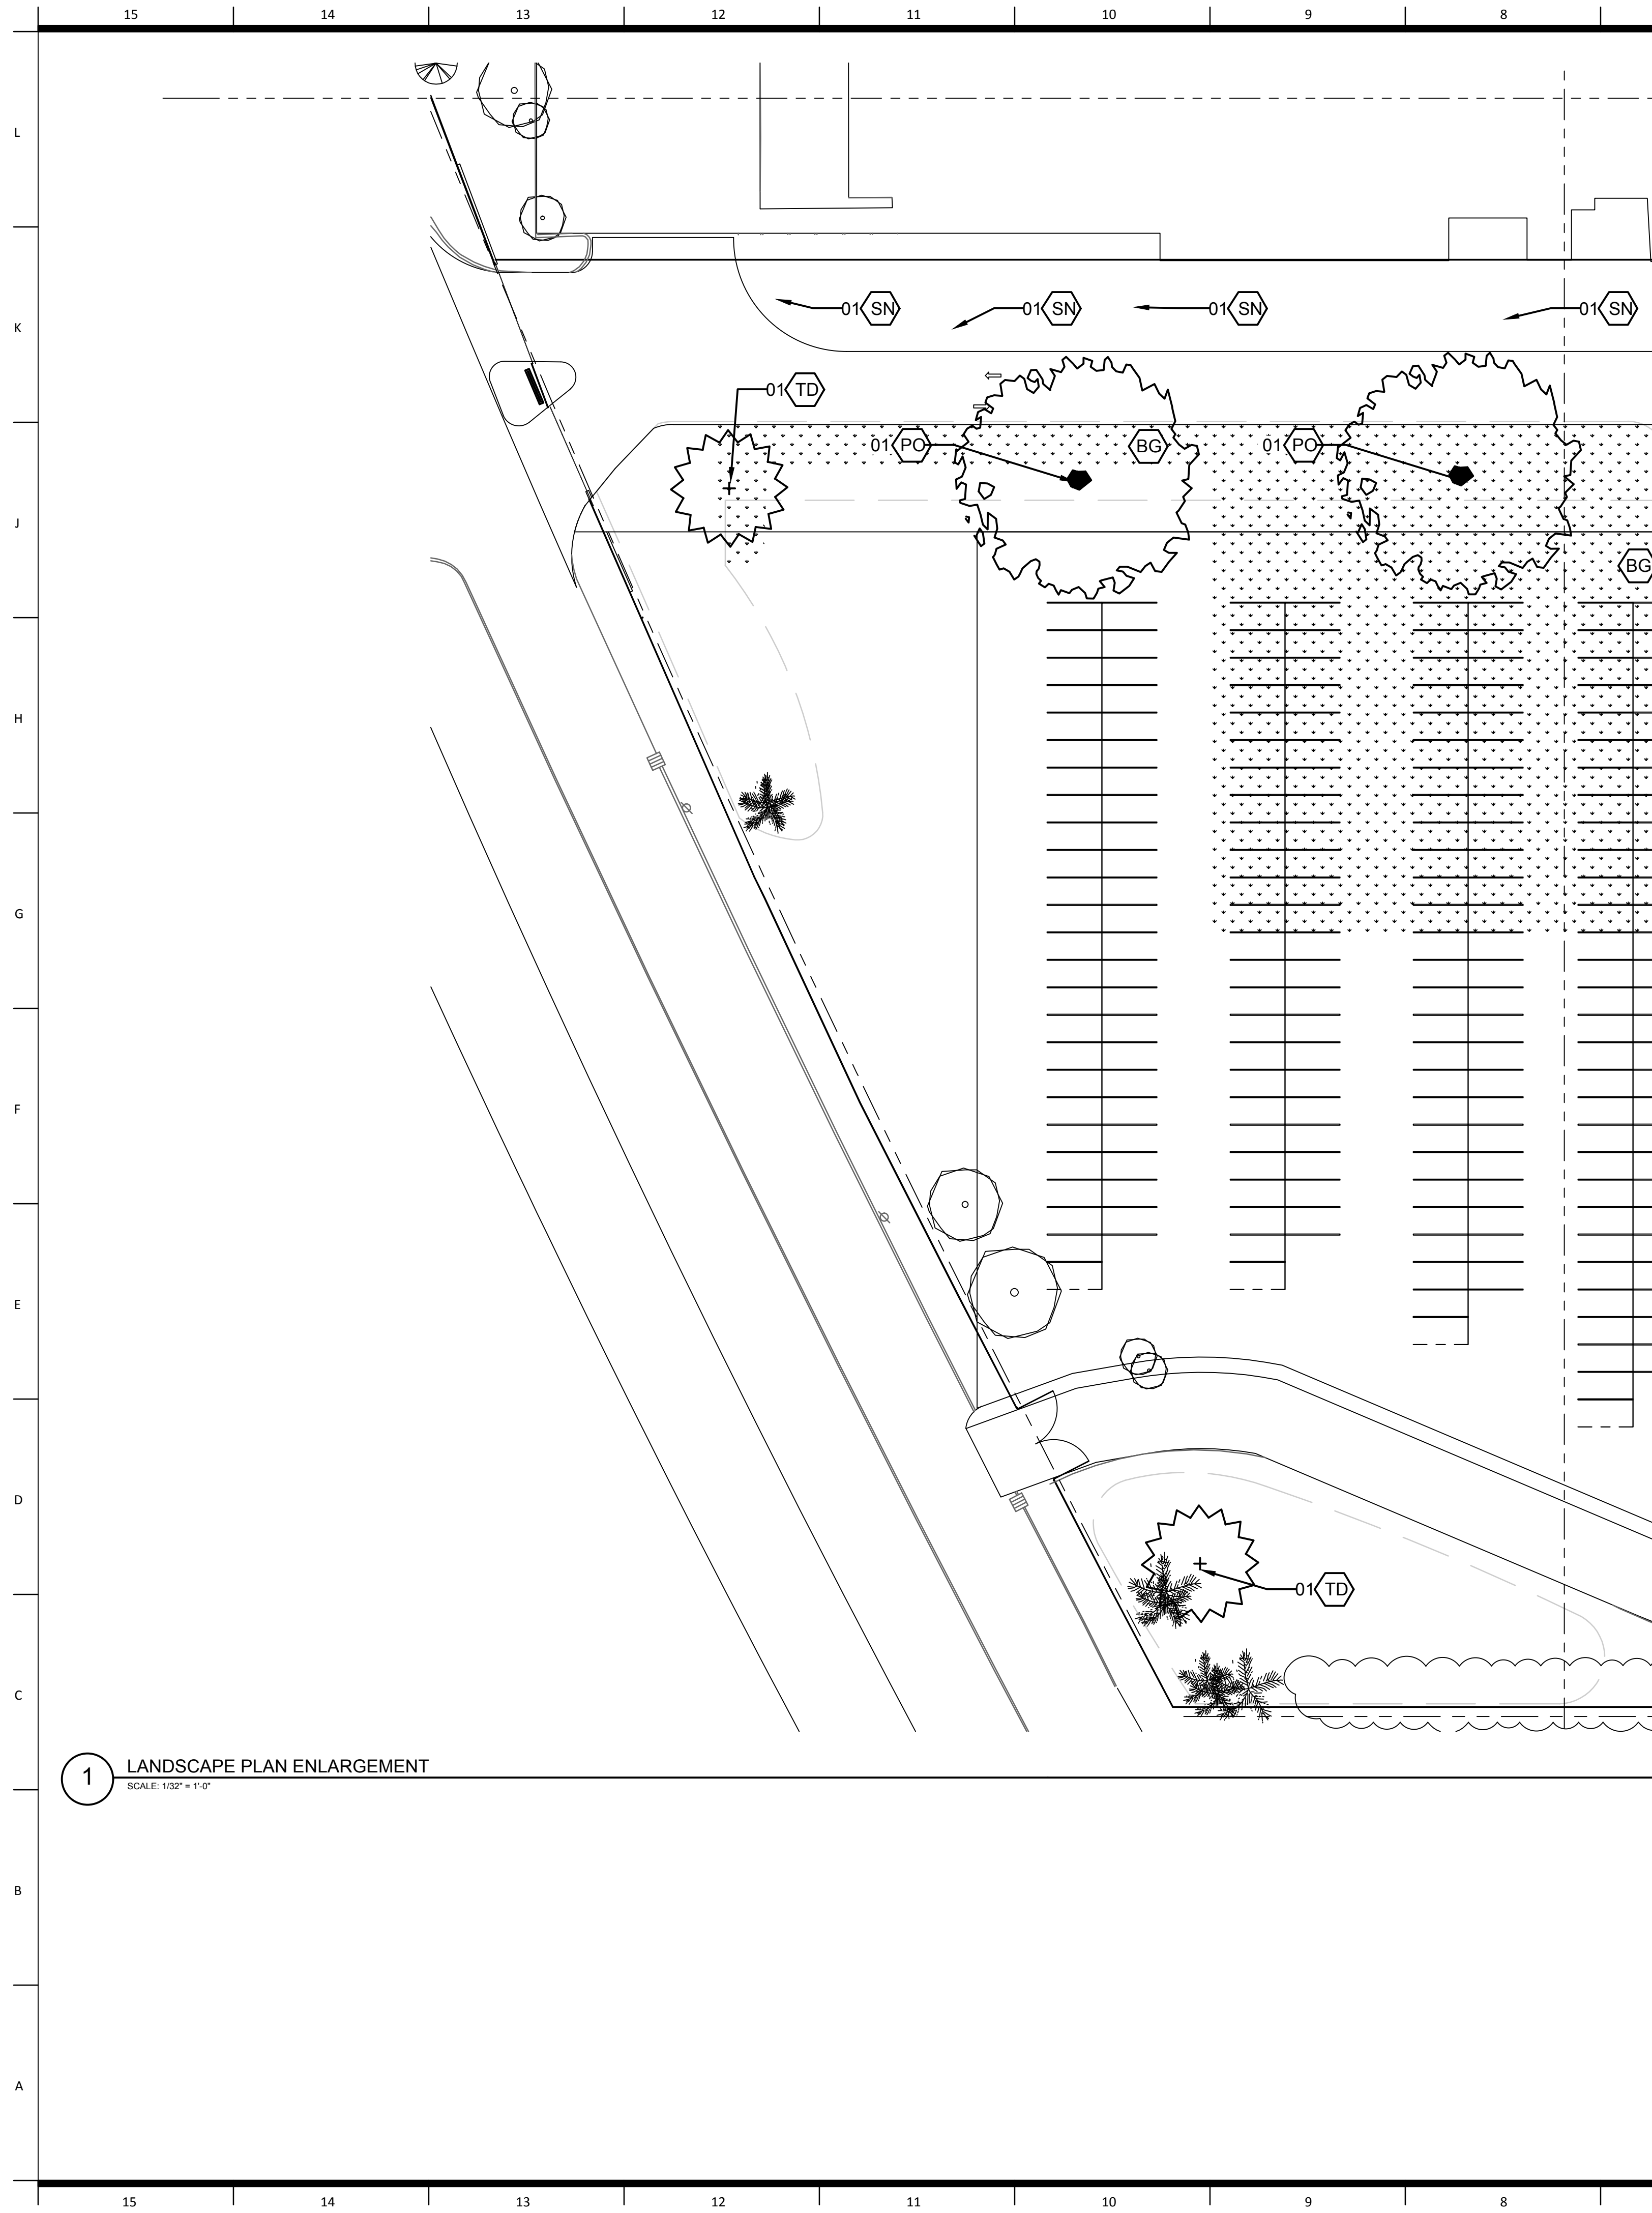 15 14 13 12 11 10 9 8
L
K
01 SN 01 SN 01 SN 01 SN
01 TD
01 PO BG 01 PO
J
BG
H
G
F
E
D
01 TD
C
1 LANDSCAPE PLAN ENLARGEMENT
SCALE: 1/32" = 1'-0"
B
A
15 14 13 12 11 10 9 8